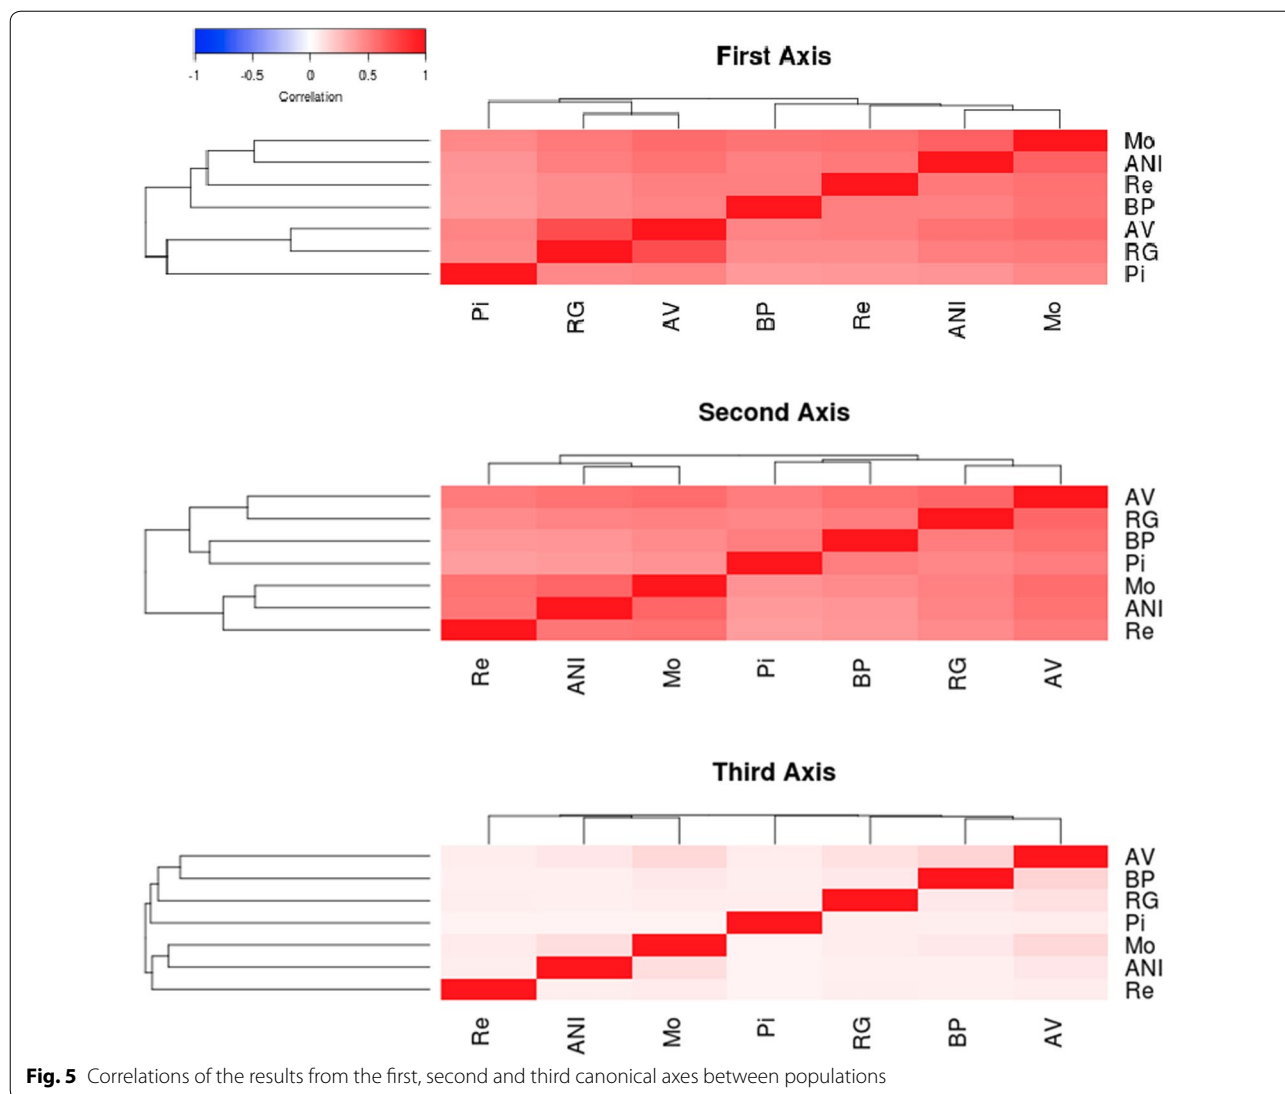 -1 -0.5 0 0.5 1
Correlation
First Axis
Mo
ANI
Re
BP
AV
RG
Pi
Pi RG AV BP Re ANI Mo
Second Axis
AV
RG
BP
Pi
Mo
ANI
Re
Re ANI Mo Pi BP RG AV
Third Axis
AV
BP
RG
Pi
Mo
ANI
Re
Re ANI Mo Pi RG BP AV
Fig. 5 Correlations of the results from the first, second and third canonical axes between populations